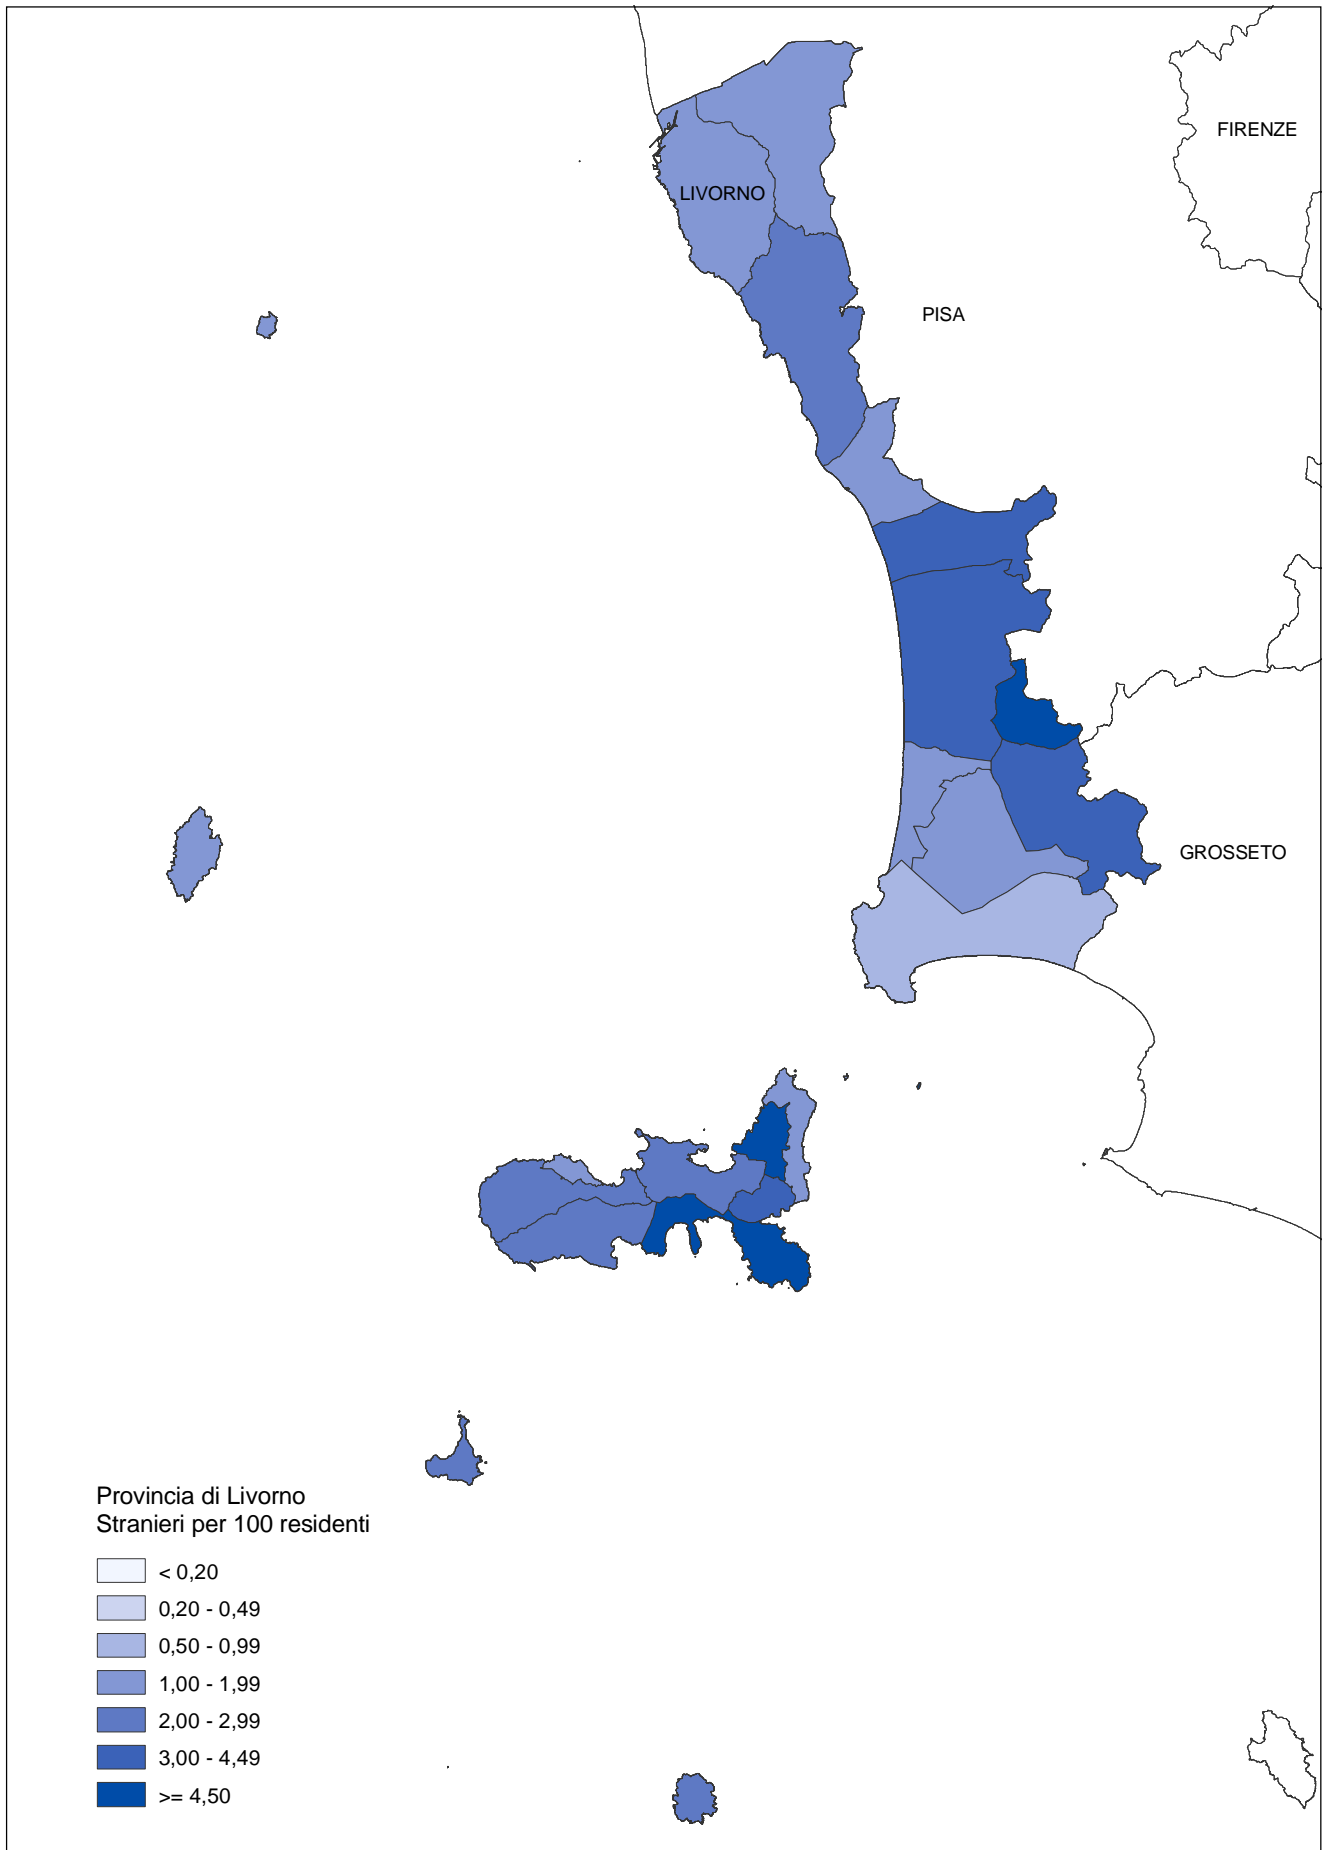 FIRENZE
LIVORNO
PISA
GROSSETO
Provincia di Livorno
Stranieri per 100 residenti
< 0,20
0,20 - 0,49
0,50 - 0,99
1,00 - 1,99
2,00 - 2,99
3,00 - 4,49
>= 4,50